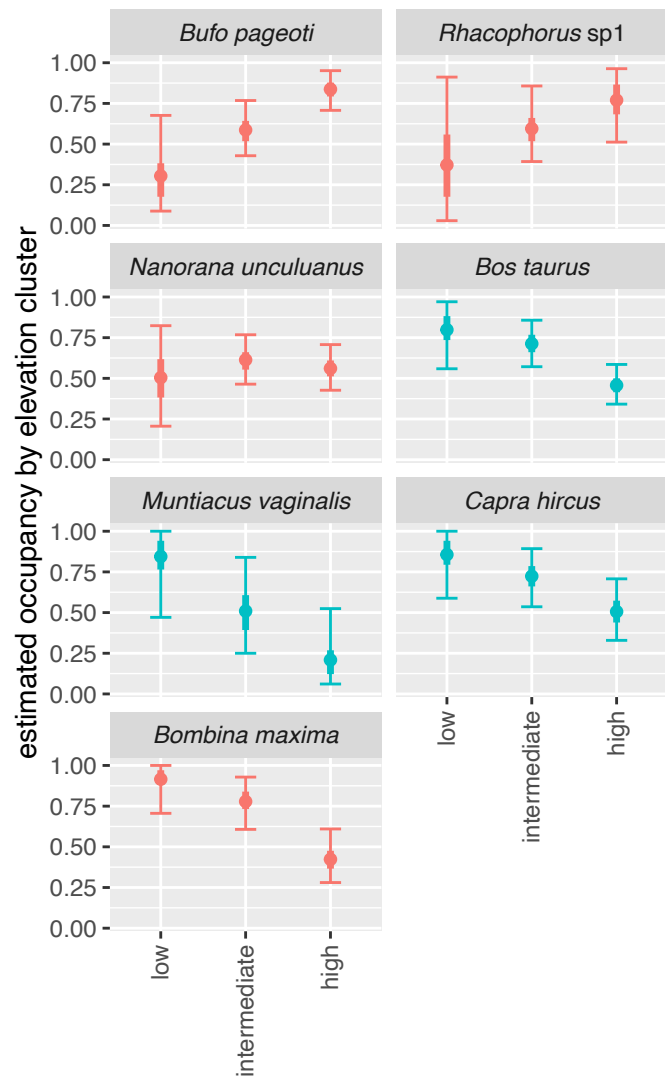 estimated occupancy by elevation cluster
Bufo pageoti
Rhacophorus sp1
1.00
0.75
0.50
0.25
0.00
Nanorana unculuanus
Bos taurus
1.00
0.75
0.50
0.25
0.00
Muntiacus vaginalis
Capra hircus
1.00
0.75
0.50
0.25
0.00
low
intermediate
high
Bombina maxima
1.00
0.75
0.50
0.25
0.00
low
intermediate
high